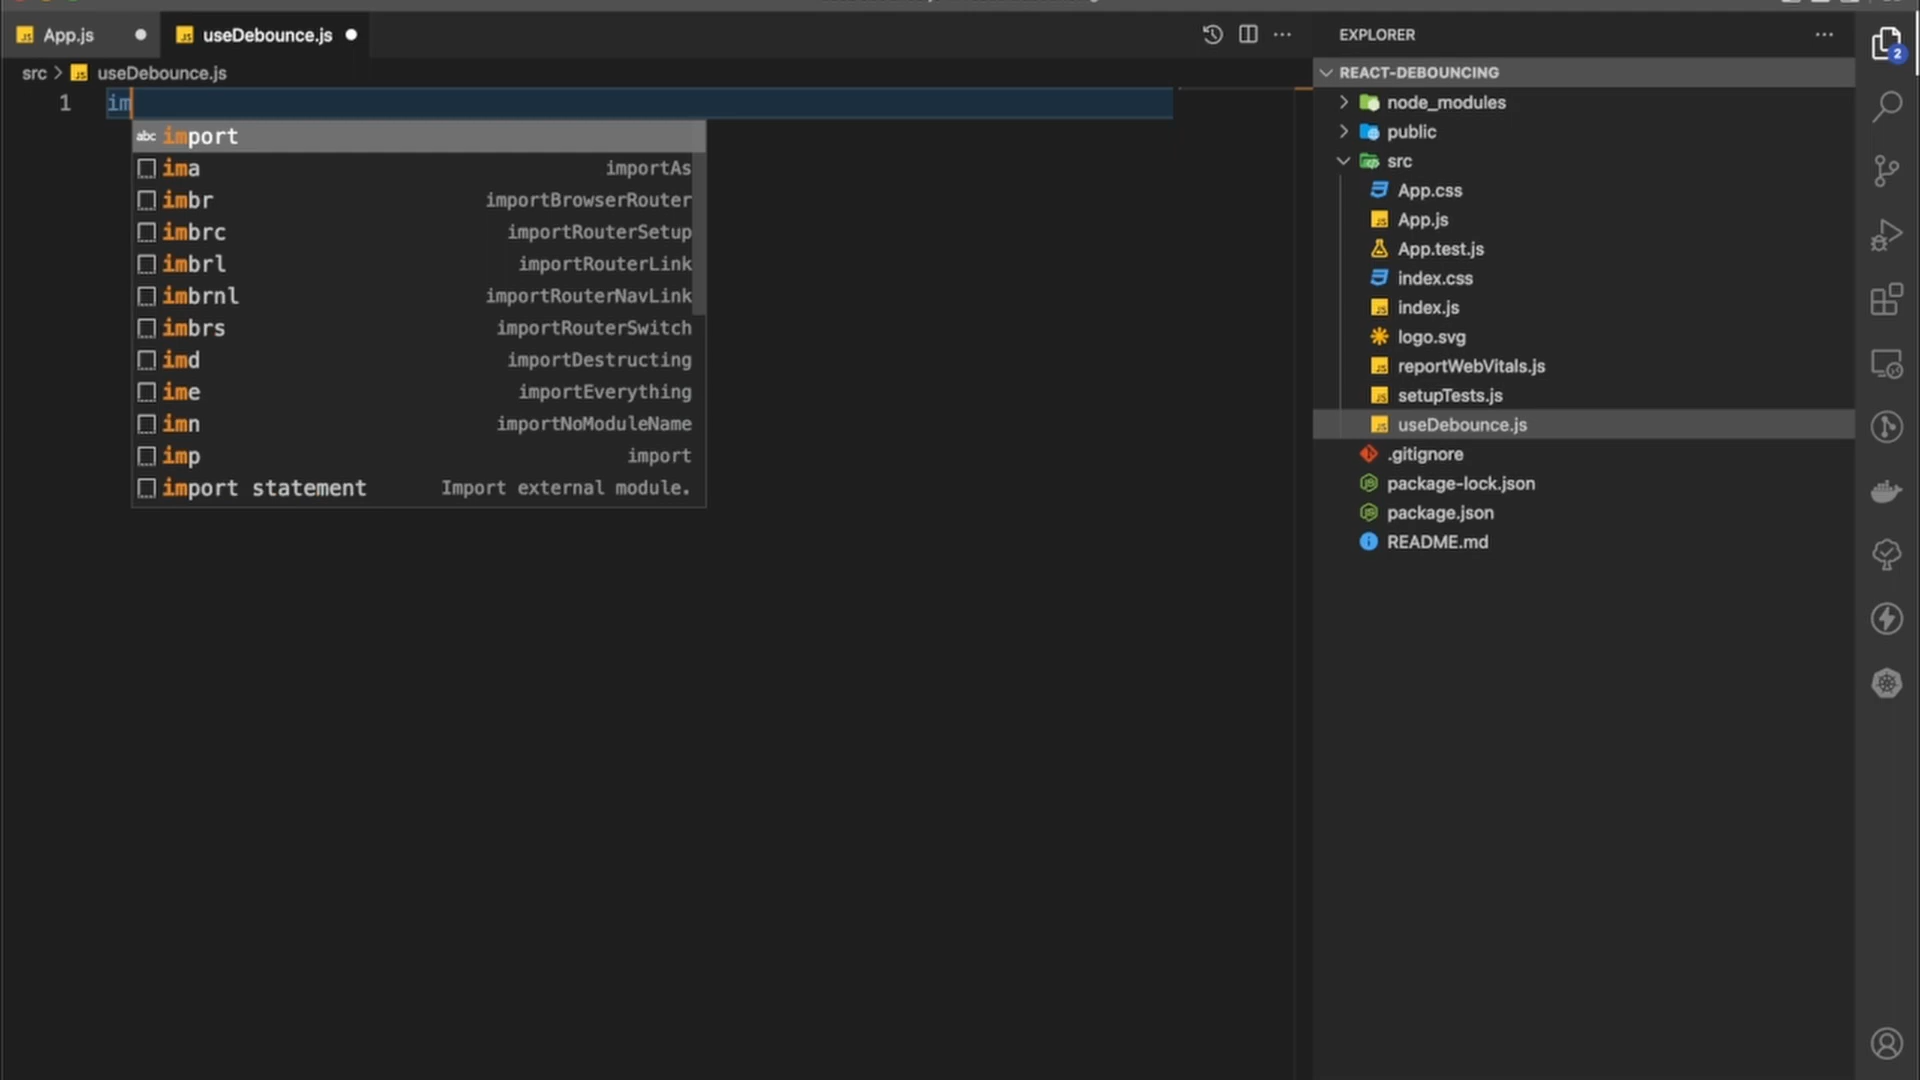 App.js
useDebounce.js
EXPLORER
src > useDebounce.js
REACT-DEBOUNCING
1 im
import
ima importAs
imbr importBrowserRouter
imbrc importRouterSetup
imbrl importRouterLink
imbrnl importRouterNavLink
imbrs importRouterSwitch
imd importDestructing
ime importEverything
imn importNoModuleName
imp import
import statement Import external module.
node_modules
public
src
App.css
App.js
App.test.js
index.css
index.js
logo.svg
reportWebVitals.js
setupTests.js
useDebounce.js
.gitignore
package-lock.json
package.json
README.md
2